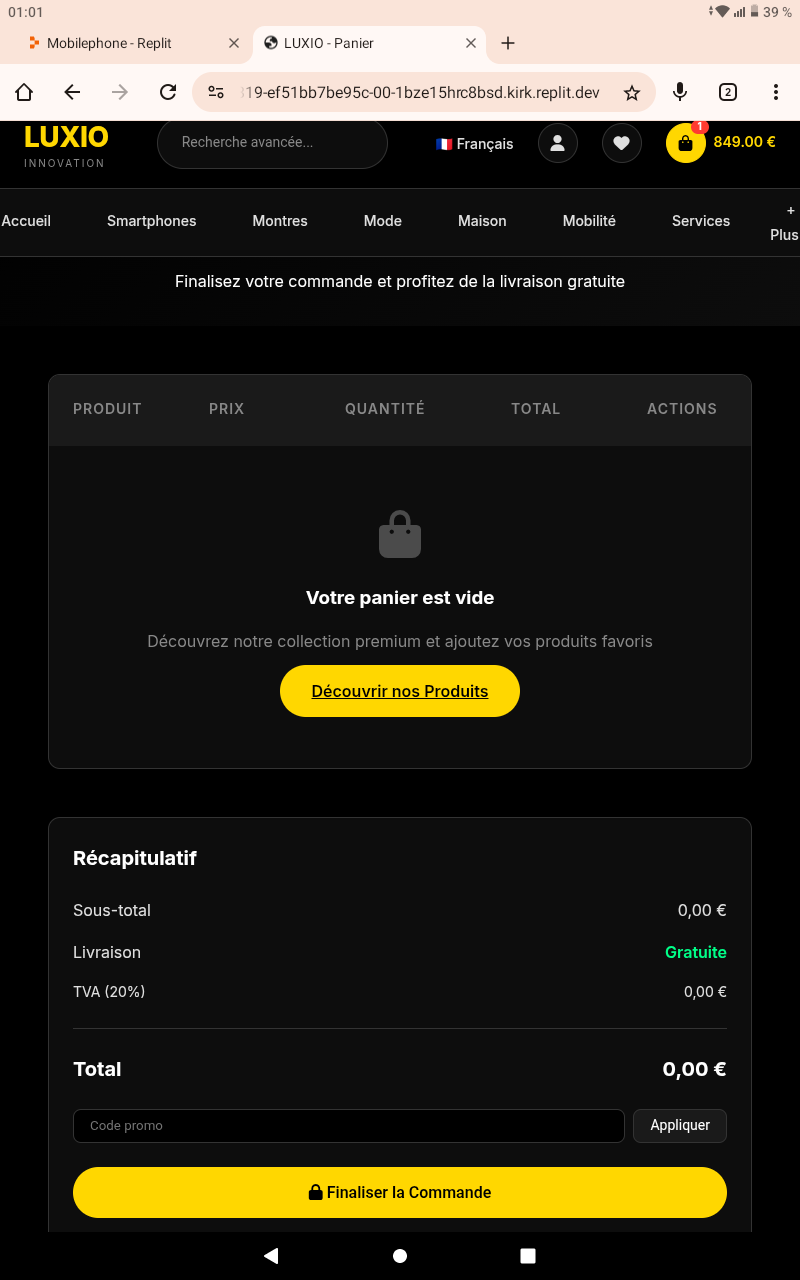 01:01
39 %
Mobilephone - Replit
LUXIO - Panier
19-ef51bb7be95c-00-1bze15hrc8bsd.kirk.replit.dev
2
LUXIO
INNOVATION
Recherche avancée...
Français
1
849.00 €
Accueil
Smartphones
Montres
Mode
Maison
Mobilité
Services
+
Plus
Finalisez votre commande et profitez de la livraison gratuite
PRODUIT PRIX QUANTITÉ TOTAL ACTIONS
Votre panier est vide
Découvrez notre collection premium et ajoutez vos produits favoris
Découvrir nos Produits
Récapitulatif
Sous-total 0,00 €
Livraison Gratuite
TVA (20%) 0,00 €
Total 0,00 €
Code promo
Appliquer
Finaliser la Commande